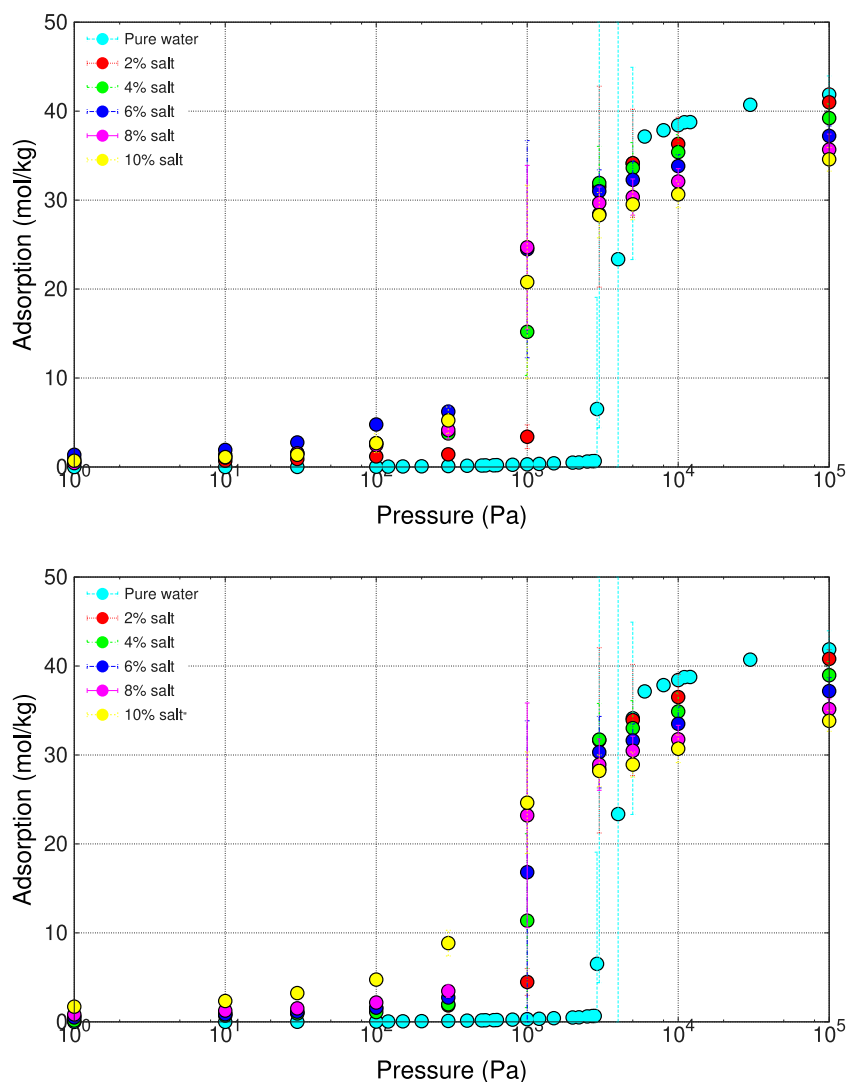 50
40
30
20
10
0
Adsorption (mol/kg)
Pure water
2% salt
4% salt
6% salt
8% salt
10% salt
10^0 10^1 10^2 10^3 10^4 10^5
Pressure (Pa)
50
40
30
20
10
0
Adsorption (mol/kg)
Pure water
2% salt
4% salt
6% salt
8% salt
10% salt
10^0 10^1 10^2 10^3 10^4 10^5
Pressure (Pa)